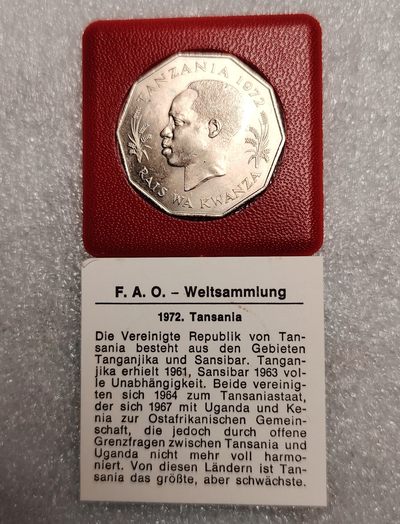 TANZANIA 1972
RAIS WA KWANZA
F. A. O. – Weltsammlung
1972. Tansania
Die Vereinigte Republik von Tan-
sania besteht aus den Gebieten
Tanganjika und Sansibar. Tangan-
jika erhielt 1961, Sansibar 1963 vol-
le Unabhängigkeit. Beide vereinig-
ten sich 1964 zum Tansaniastaat,
der sich 1967 mit Uganda und Ke-
nia zur Ostafrikanischen Gemein-
schaft, die jedoch durch offene
Grenzfragen zwischen Tansania und
Uganda nicht mehr voll harmo-
niert. Von diesen Ländern ist Tan-
sania das größte, aber schwächste.